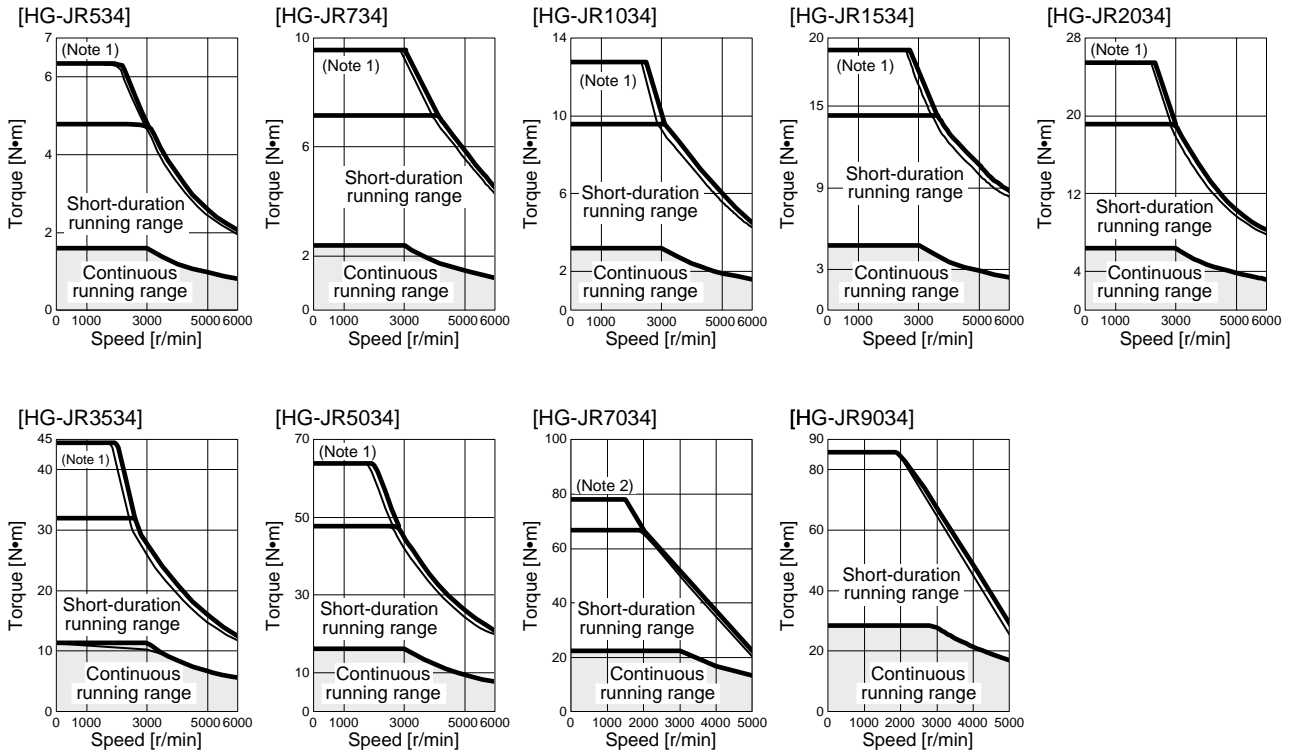 [HG-JR534]
Torque [N•m]
7
6
4
2
0
(Note 1)
Short-duration
running range
Continuous
running range
0 1000 3000 5000 6000
Speed [r/min]
[HG-JR734]
Torque [N•m]
10
6
2
0
(Note 1)
Short-duration
running range
Continuous
running range
0 1000 3000 5000 6000
Speed [r/min]
[HG-JR1034]
Torque [N•m]
14
10
6
2
0
(Note 1)
Short-duration
running range
Continuous
running range
0 1000 3000 5000 6000
Speed [r/min]
[HG-JR1534]
Torque [N•m]
20
15
9
3
0
(Note 1)
Short-duration
running range
Continuous
running range
0 1000 3000 5000 6000
Speed [r/min]
[HG-JR2034]
Torque [N•m]
28
20
12
4
0
(Note 1)
Short-duration
running range
Continuous
running range
0 1000 3000 5000 6000
Speed [r/min]
[HG-JR3534]
Torque [N•m]
45
40
30
20
10
0
(Note 1)
Short-duration
running range
Continuous
running range
0 1000 3000 5000 6000
Speed [r/min]
[HG-JR5034]
Torque [N•m]
70
50
30
10
0
(Note 1)
Short-duration
running range
Continuous
running range
0 1000 3000 5000 6000
Speed [r/min]
[HG-JR7034]
Torque [N•m]
100
80
60
40
20
0
(Note 2)
Short-duration
running range
Continuous
running range
0 1000 2000 3000 4000 5000
Speed [r/min]
[HG-JR9034]
Torque [N•m]
90
80
60
40
20
0
Short-duration
running range
Continuous
running range
0 1000 2000 3000 4000 5000
Speed [r/min]